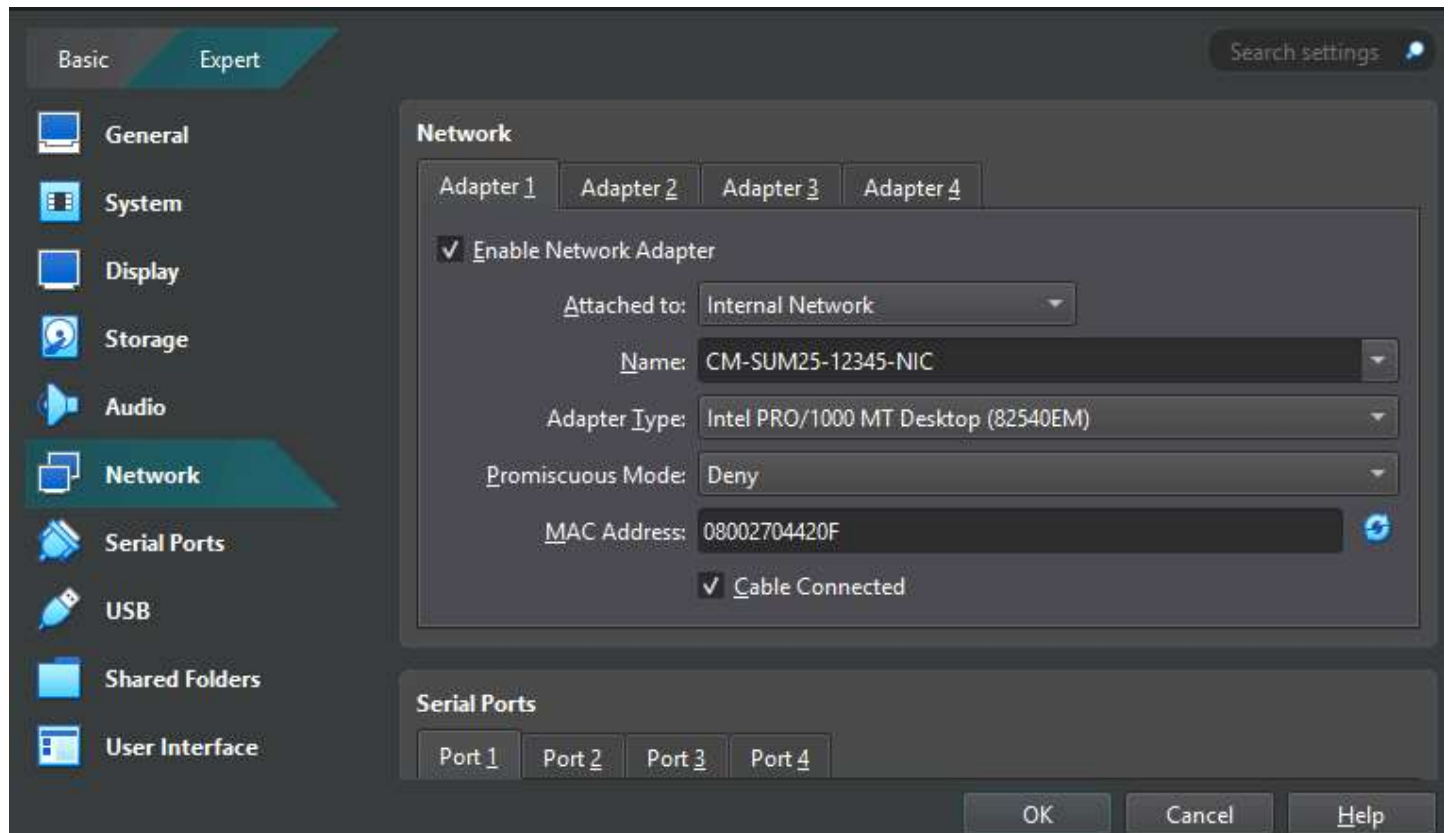 Basic Expert Search settings
General
System
Display
Storage
Audio
Network
Serial Ports
USB
Shared Folders
User Interface
Network
Adapter 1 Adapter 2 Adapter 3 Adapter 4
Enable Network Adapter
Attached to: Internal Network
Name: CM-SUM25-12345-NIC
Adapter Type: Intel PRO/1000 MT Desktop (82540EM)
Promiscuous Mode: Deny
MAC Address: 08002704420F
Cable Connected
Serial Ports
Port 1 Port 2 Port 3 Port 4
OK Cancel Help